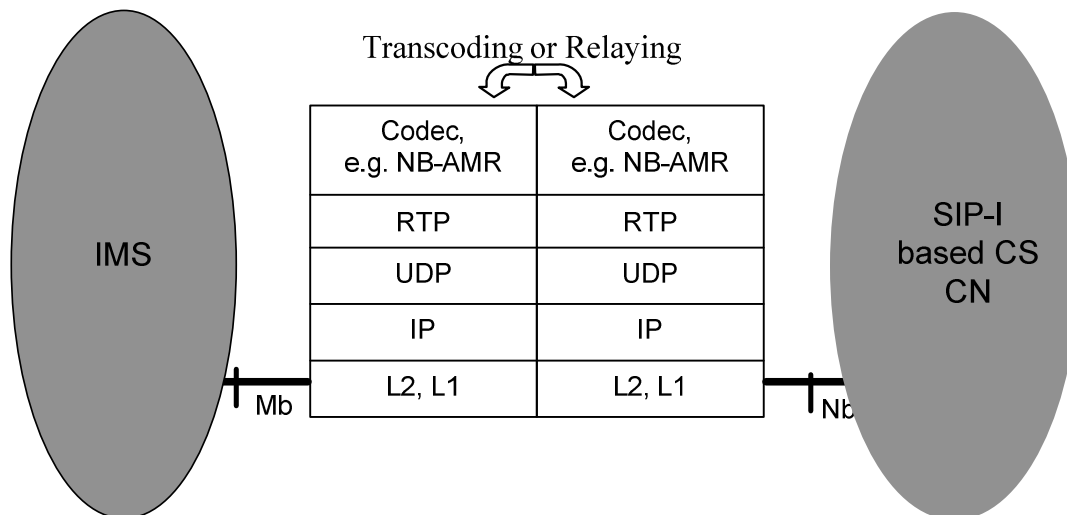 Transcoding or Relaying
Codec,
e.g. NB-AMR
Codec,
e.g. NB-AMR
RTP
RTP
UDP
UDP
IP
IP
L2, L1
L2, L1
IMS
SIP-I
based CS
CN
Mb
Nb